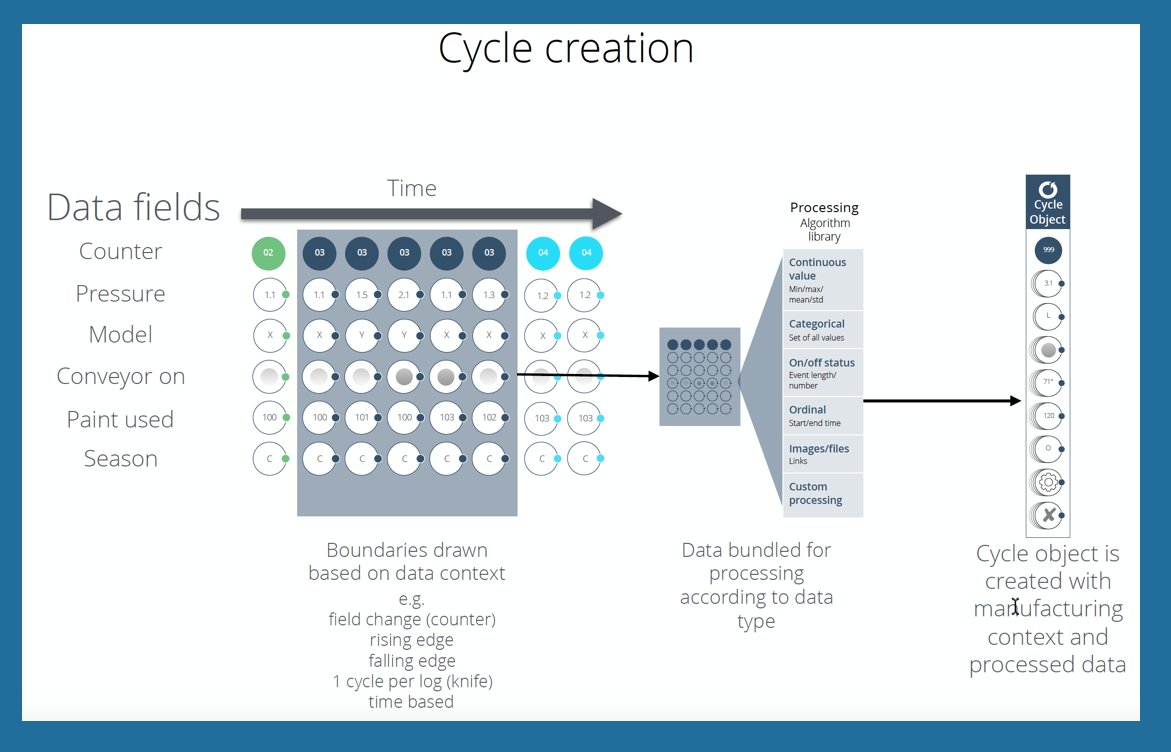 Cycle creation
Data fields
Time
Counter
02 03 03 03 03 03 04 04
Pressure
1.1 1.1 1.5 2.1 1.1 1.3 1.2 1.2
Model
X X Y Y X X X X
Conveyor on
Paint used
100 100 101 100 103 102 103 103
Season
C C C C C C C C
Boundaries drawn
based on data context
e.g.
field change (counter)
rising edge
falling edge
1 cycle per log (knife)
time based
Processing
Algorithm
library
Continuous
value
Min/max/
mean/std
Categorical
Set of all values
On/off status
Event length/
number
Ordinal
Start/end time
Images/files
Links
Custom
processing
Data bundled for
processing
according to data
type
Cycle
Object
999
3.1
L
71°
120
O
Cycle object is
created with
manufacturing
context and
processed data